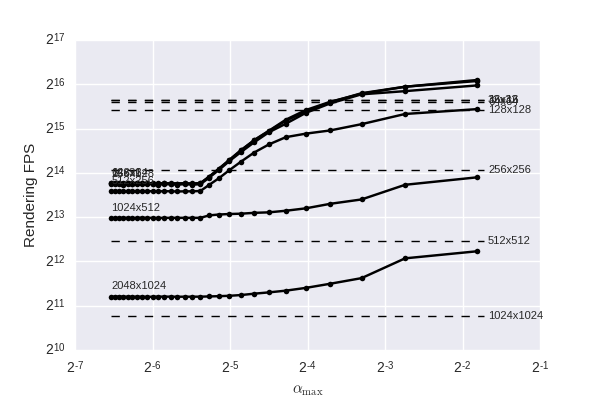 2^17
2^16
2^15
2^14
2^13
2^12
2^11
2^10
Rendering FPS
128x128
256x256
1024x512
512x512
2048x1024
1024x1024
2^-7
2^-6
2^-5
2^-4
2^-3
2^-2
2^-1
α_max